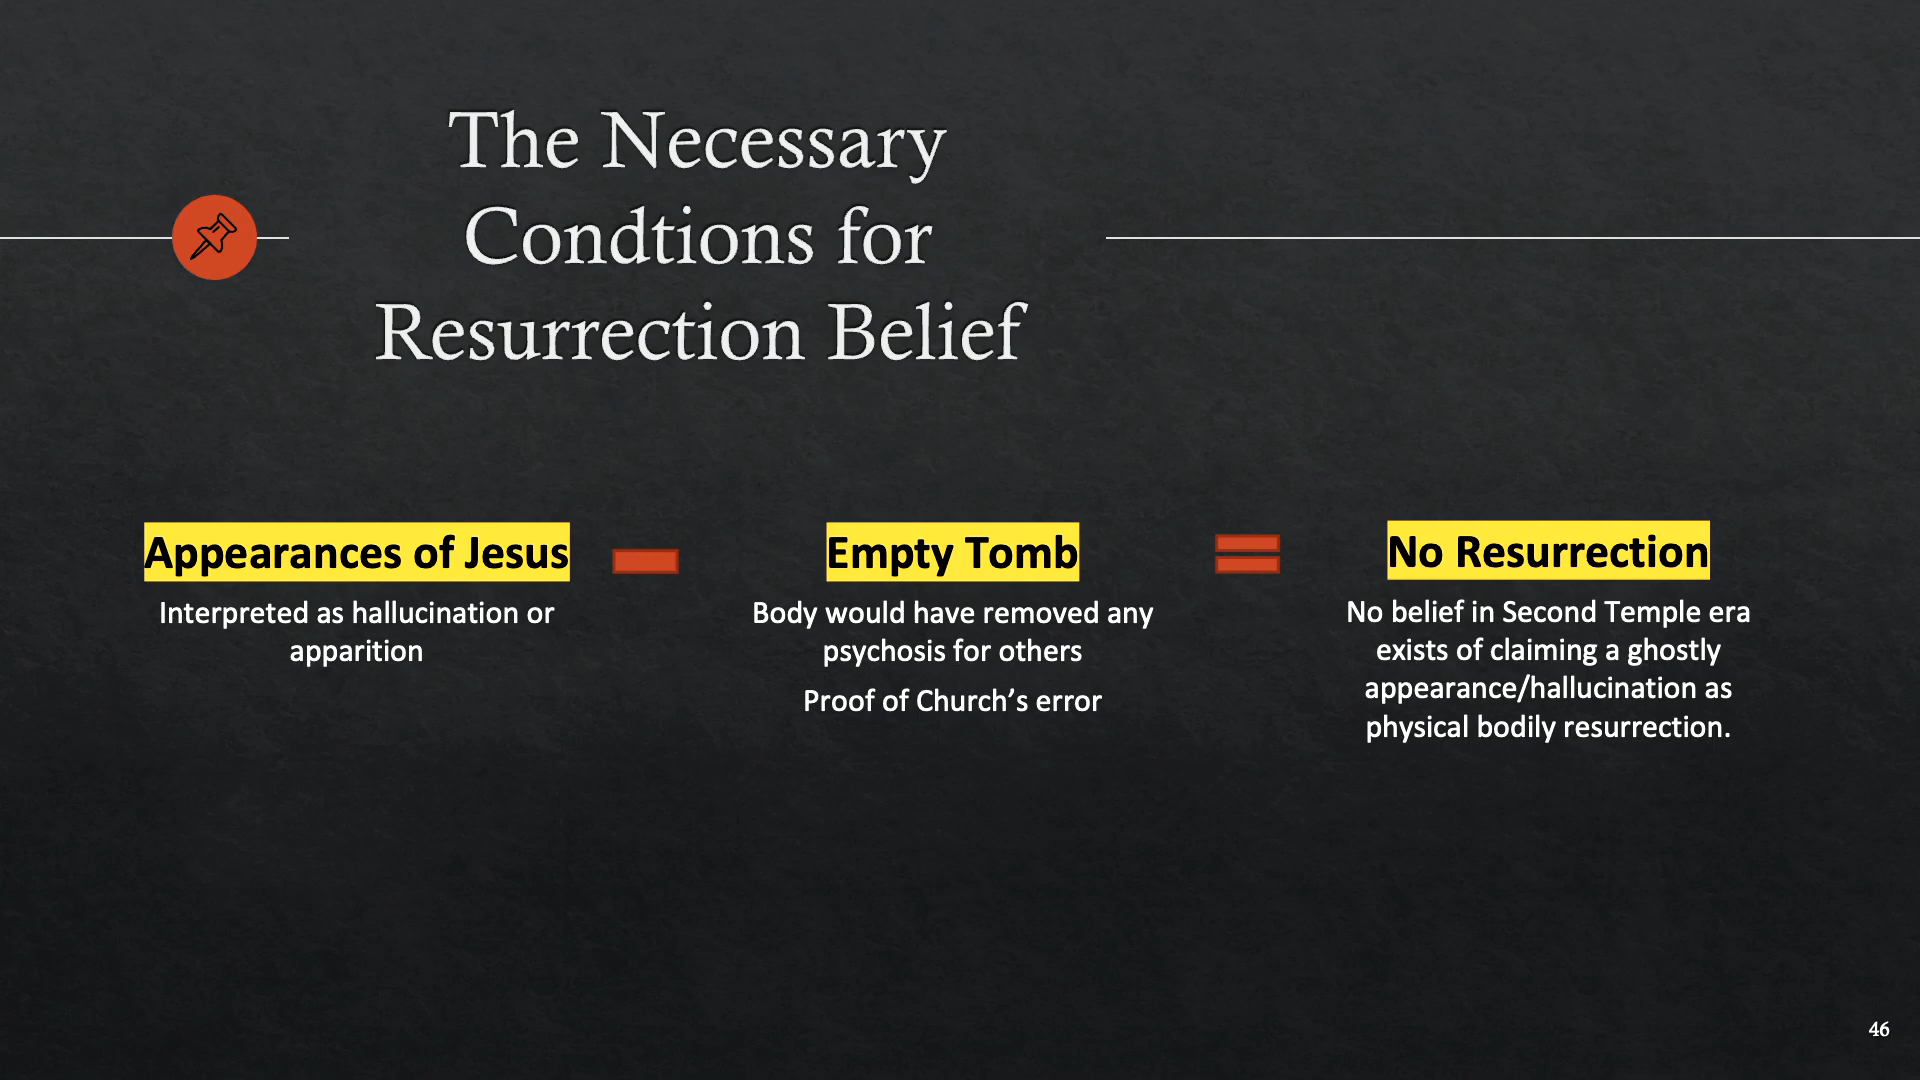 The Necessary
Condtions for
Resurrection Belief
Appearances of Jesus
Interpreted as hallucination or
apparition
Empty Tomb
Body would have removed any
psychosis for others
Proof of Church’s error
No Resurrection
No belief in Second Temple era
exists of claiming a ghostly
appearance/hallucination as
physical bodily resurrection.
46